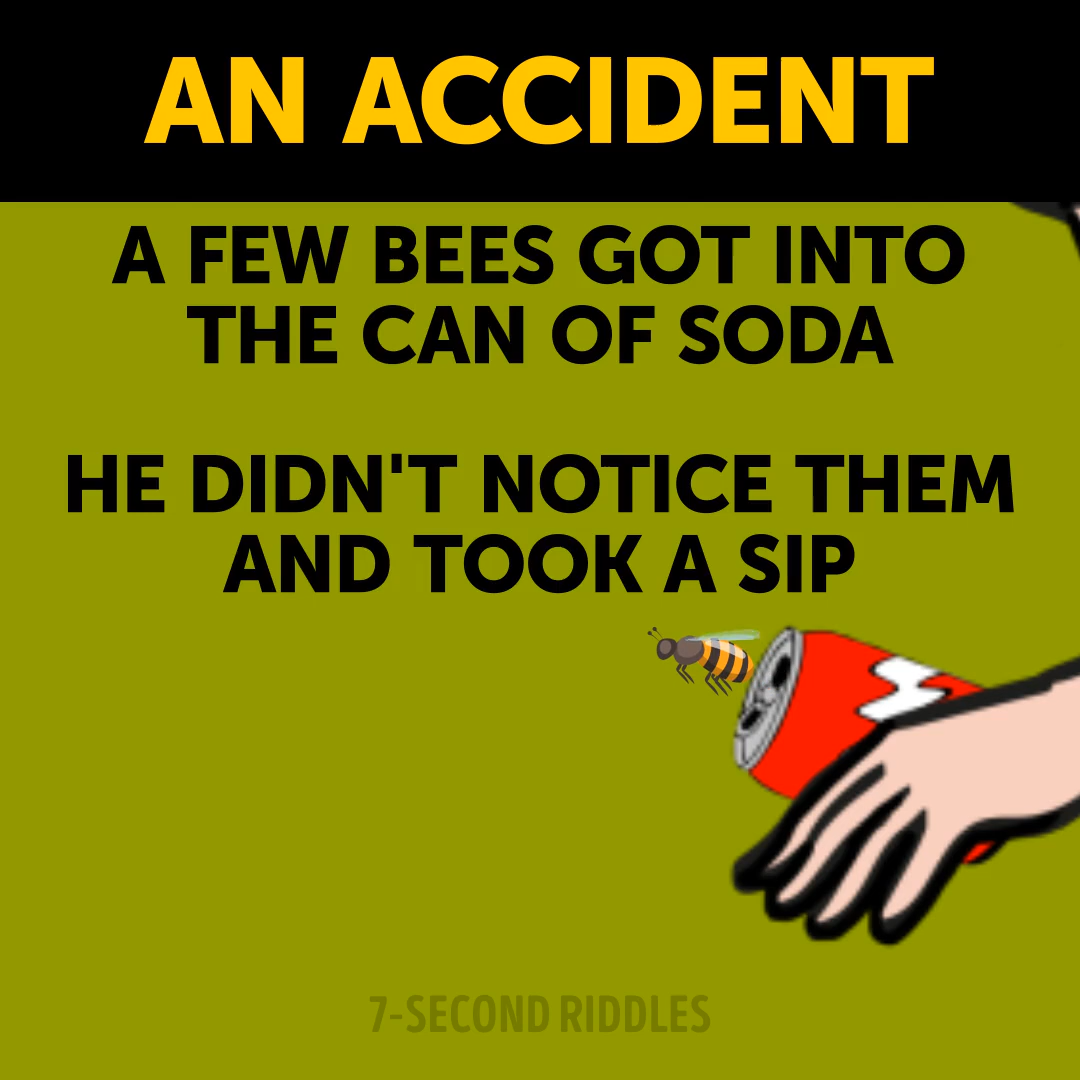 AN ACCIDENT
A FEW BEES GOT INTO
THE CAN OF SODA
HE DIDN'T NOTICE THEM
AND TOOK A SIP
7-SECOND RIDDLES